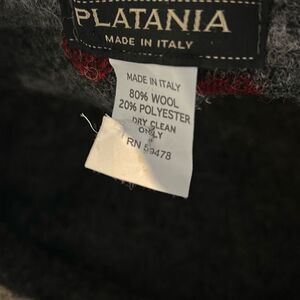 PLATANIA
MADE IN ITALY
MADE IN ITALY
80% WOOL
20% POLYESTER
DRY CLEAN
ONLY
RN 59478